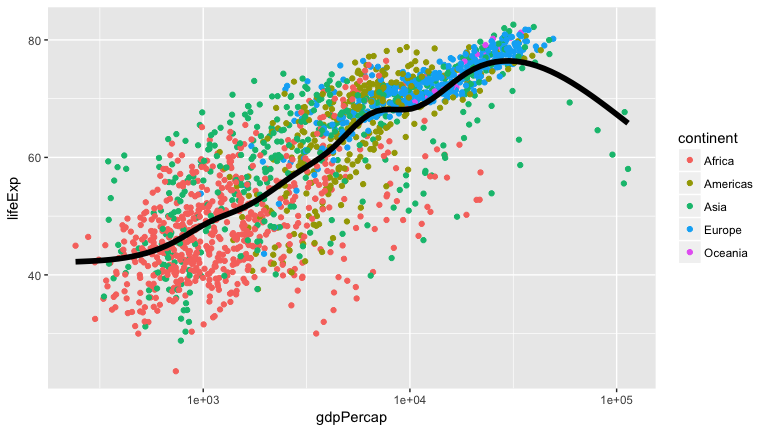 80
60
40
lifeExp
1e+03
1e+04
1e+05
gdpPercap
continent
Africa
Americas
Asia
Europe
Oceania